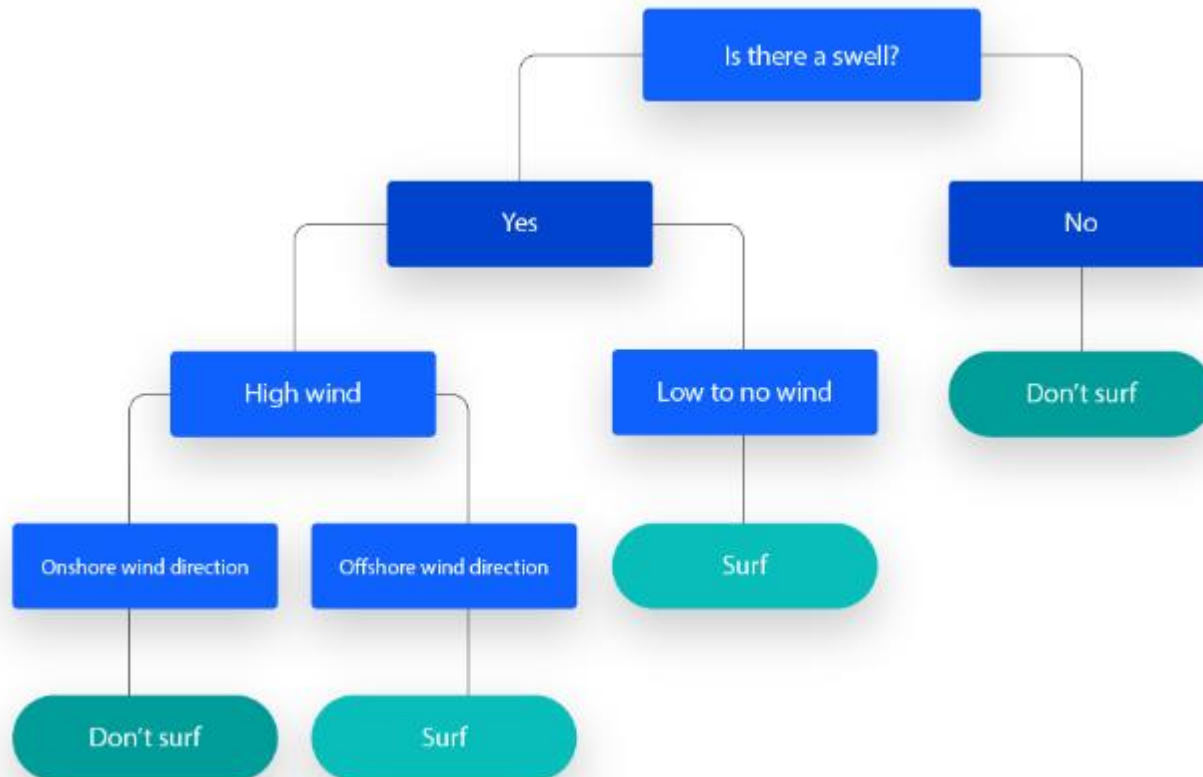 Is there a swell?
Yes
No
High wind
Low to no wind
Don't surf
Onshore wind direction
Offshore wind direction
Surf
Don't surf
Surf